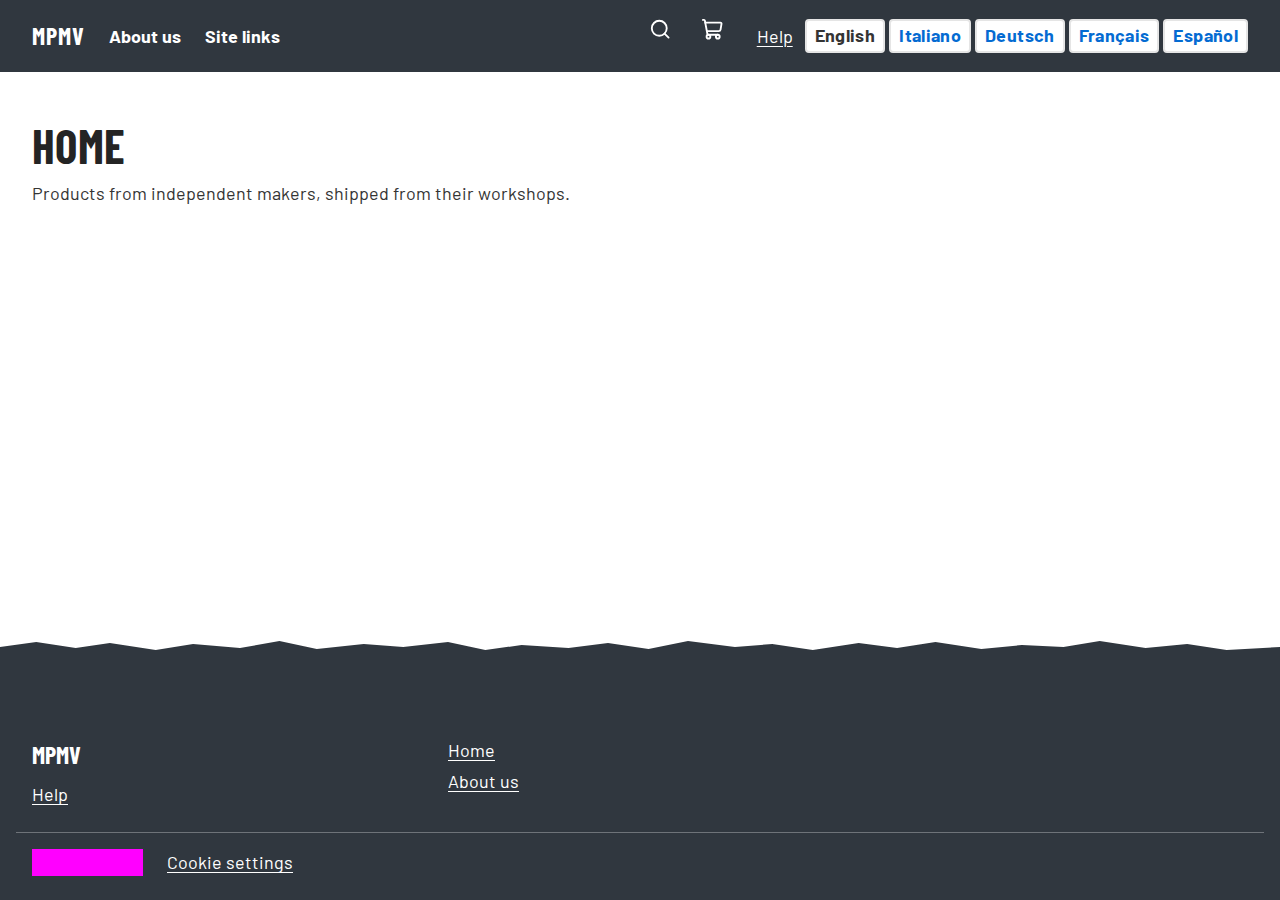 MPMV About us Site links Help English Italiano Deutsch Français Español
HOME
Products from independent makers, shipped from their workshops.
MPMV
Help
Home
About us
Cookie settings